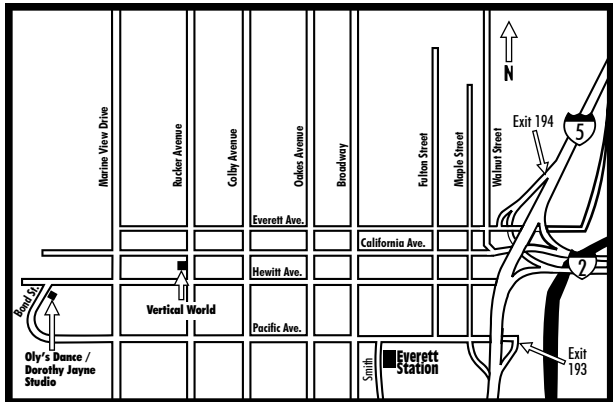 N
Exit 194
5
Marine View Drive
Rucker Avenue
Colby Avenue
Oakes Avenue
Broadway
Fulton Street
Maple Street
Walnut Street
Everett Ave.
California Ave.
2
Hewitt Ave.
Bond St.
Vertical World
Pacific Ave.
Oly's Dance /
Dorothy Jayne
Studio
Smith
Everett
Station
Exit
193